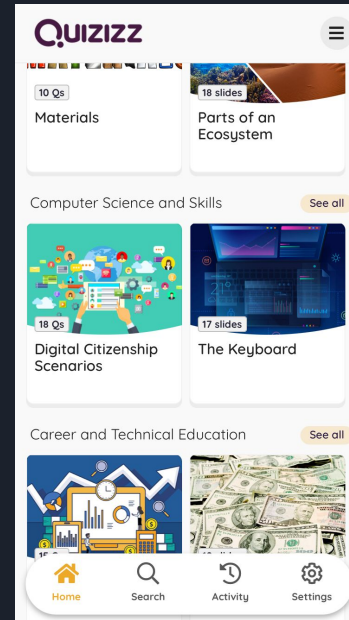 Quizizz
10 Qs
18 slides
Materials
Parts of an
Ecosystem
Computer Science and Skills
See all
18 Qs
17 slides
Digital Citizenship
Scenarios
The Keyboard
Career and Technical Education
See all
Home
Search
Activity
Settings